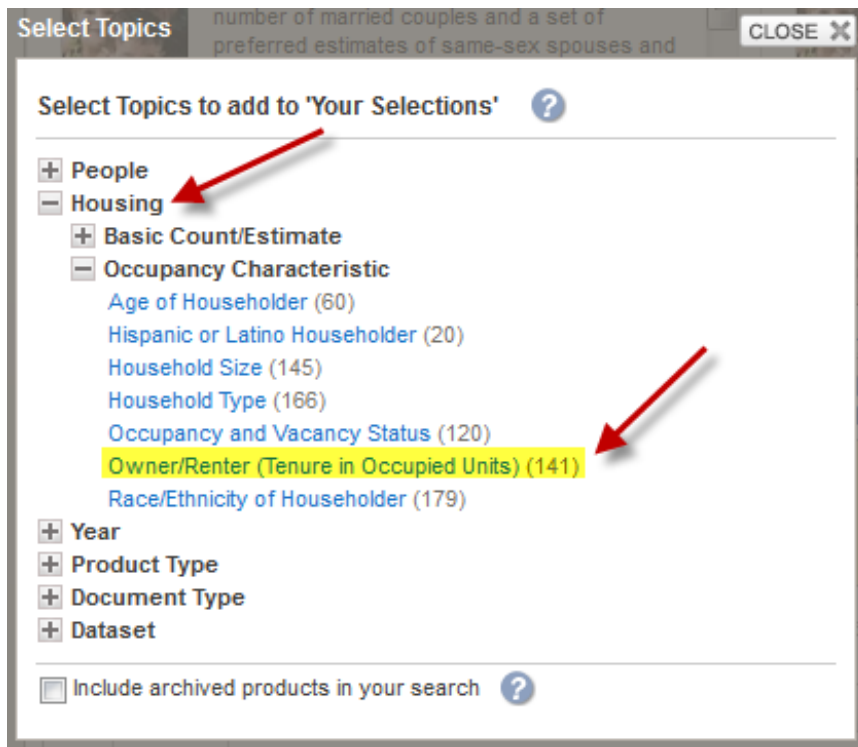 number of married couples and a set of
Select Topics
preferred estimates of same-sex spouses and
CLOSE
Select Topics to add to 'Your Selections' ?
People
Housing
Basic Count/Estimate
Occupancy Characteristic
Age of Householder (60)
Hispanic or Latino Householder (20)
Household Size (145)
Household Type (166)
Occupancy and Vacancy Status (120)
Owner/Renter (Tenure in Occupied Units) (141)
Race/Ethnicity of Householder (179)
Year
Product Type
Document Type
Dataset
Include archived products in your search ?